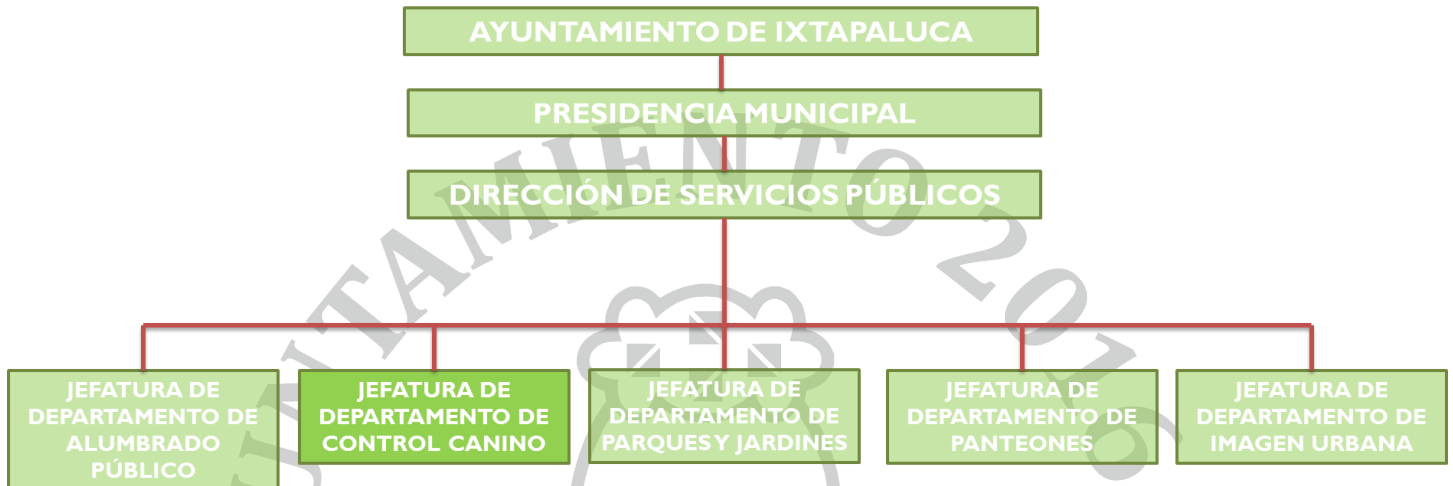 AYUNTAMIENTO DE IXTAPALUCA
PRESIDENCIA MUNICIPAL
DIRECCIÓN DE SERVICIOS PÚBLICOS
JEFATURA DE
DEPARTAMENTO DE
ALUMBRADO
PÚBLICO
JEFATURA DE
DEPARTAMENTO DE
CONTROL CANINO
JEFATURA DE
DEPARTAMENTO DE
PARQUES Y JARDINES
JEFATURA DE
DEPARTAMENTO DE
PANTEONES
JEFATURA DE
DEPARTAMENTO DE
IMAGEN URBANA